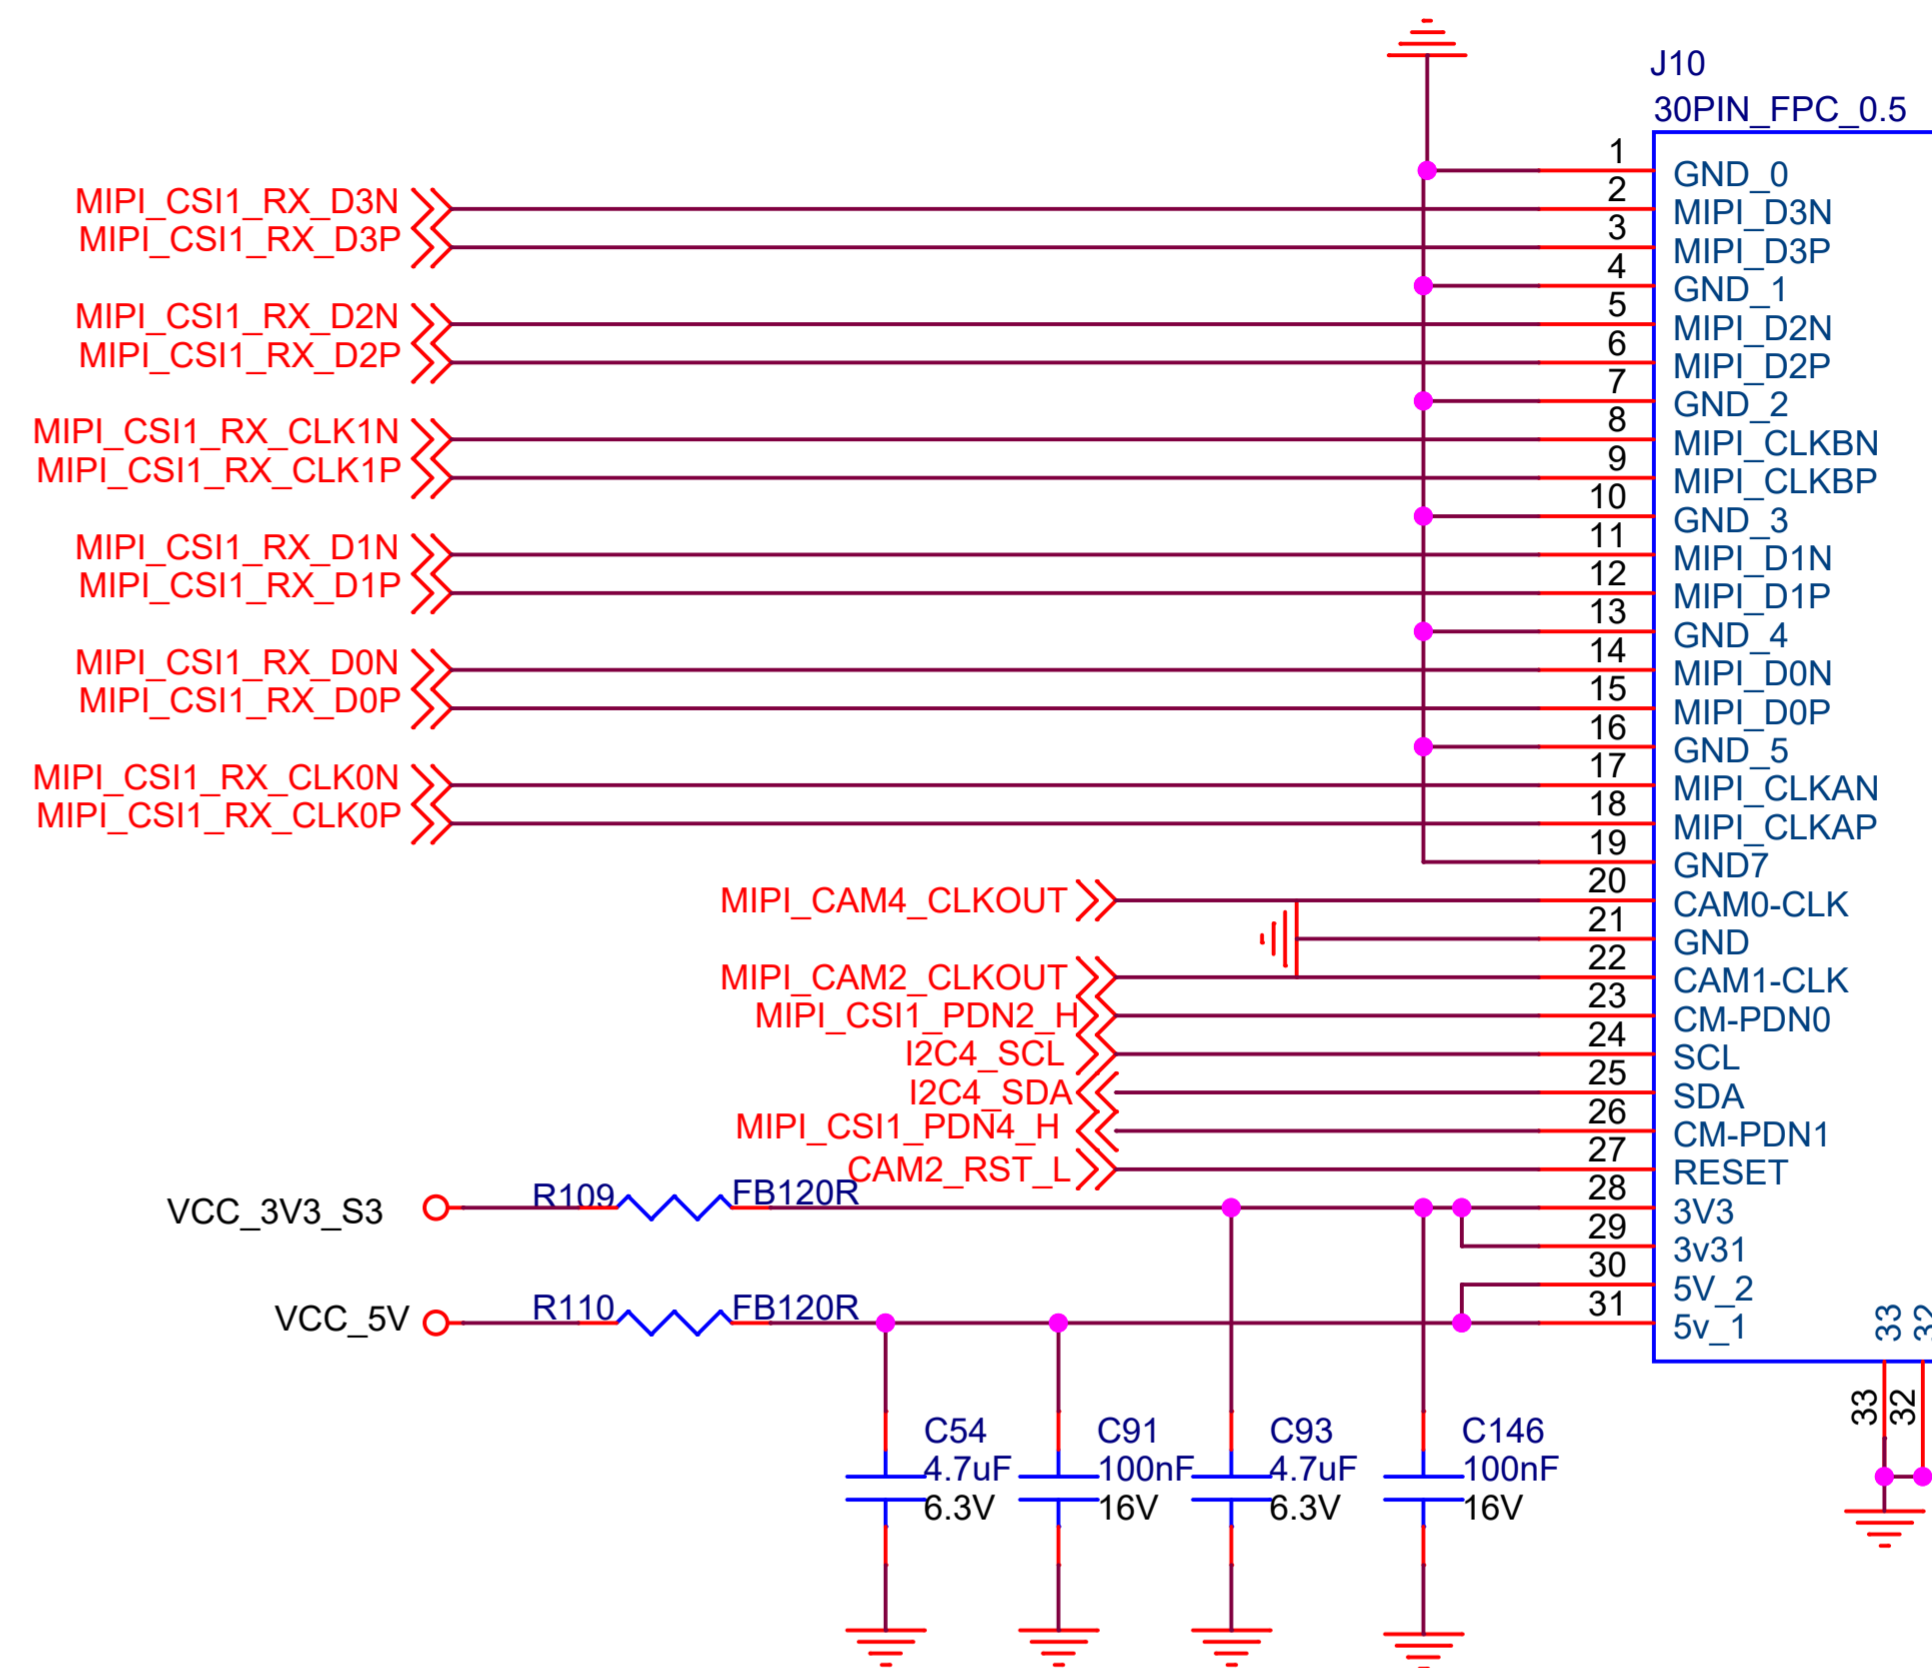 J10
30PIN_FPC_0.5
1 GND_0
MIPI_CSI1_RX_D3N 2 MIPI_D3N
MIPI_CSI1_RX_D3P 3 MIPI_D3P
4 GND_1
MIPI_CSI1_RX_D2N 5 MIPI_D2N
MIPI_CSI1_RX_D2P 6 MIPI_D2P
7 GND_2
MIPI_CSI1_RX_CLK1N 8 MIPI_CLKBN
MIPI_CSI1_RX_CLK1P 9 MIPI_CLKBP
10 GND_3
MIPI_CSI1_RX_D1N 11 MIPI_D1N
MIPI_CSI1_RX_D1P 12 MIPI_D1P
13 GND_4
MIPI_CSI1_RX_D0N 14 MIPI_D0N
MIPI_CSI1_RX_D0P 15 MIPI_D0P
16 GND_5
MIPI_CSI1_RX_CLK0N 17 MIPI_CLKAN
MIPI_CSI1_RX_CLK0P 18 MIPI_CLKAP
19 GND7
MIPI_CAM4_CLKOUT 20 CAM0-CLK
21 GND
MIPI_CAM2_CLKOUT 22 CAM1-CLK
MIPI_CSI1_PDN2_H 23 CM-PDN0
I2C4_SCL 24 SCL
I2C4_SDA 25 SDA
MIPI_CSI1_PDN4_H 26 CM-PDN1
CAM2_RST_L 27 RESET
VCC_3V3_S3 R109 FB120R 28 3V3
29 3v31
30 5V_2
VCC_5V R110 FB120R 31 5v_1
33 32
33 32
C54 C91 C93 C146
4.7uF 100nF 4.7uF 100nF
6.3V 16V 6.3V 16V